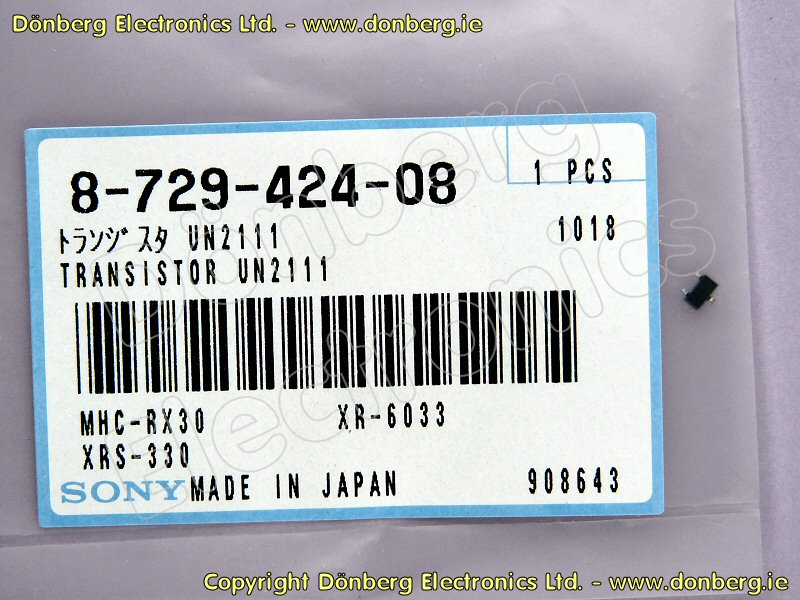 Dönberg Electronics Ltd. - www.donberg.ie
8-729-424-08
1 PCS
トランジスタ UN2111
1018
TRANSISTOR UN2111
MHC-RX30 XR-6033
XRS-330
SONY MADE IN JAPAN 908643
Dönberg
Electronics
Copyright Dönberg Electronics Ltd. - www.donberg.ie